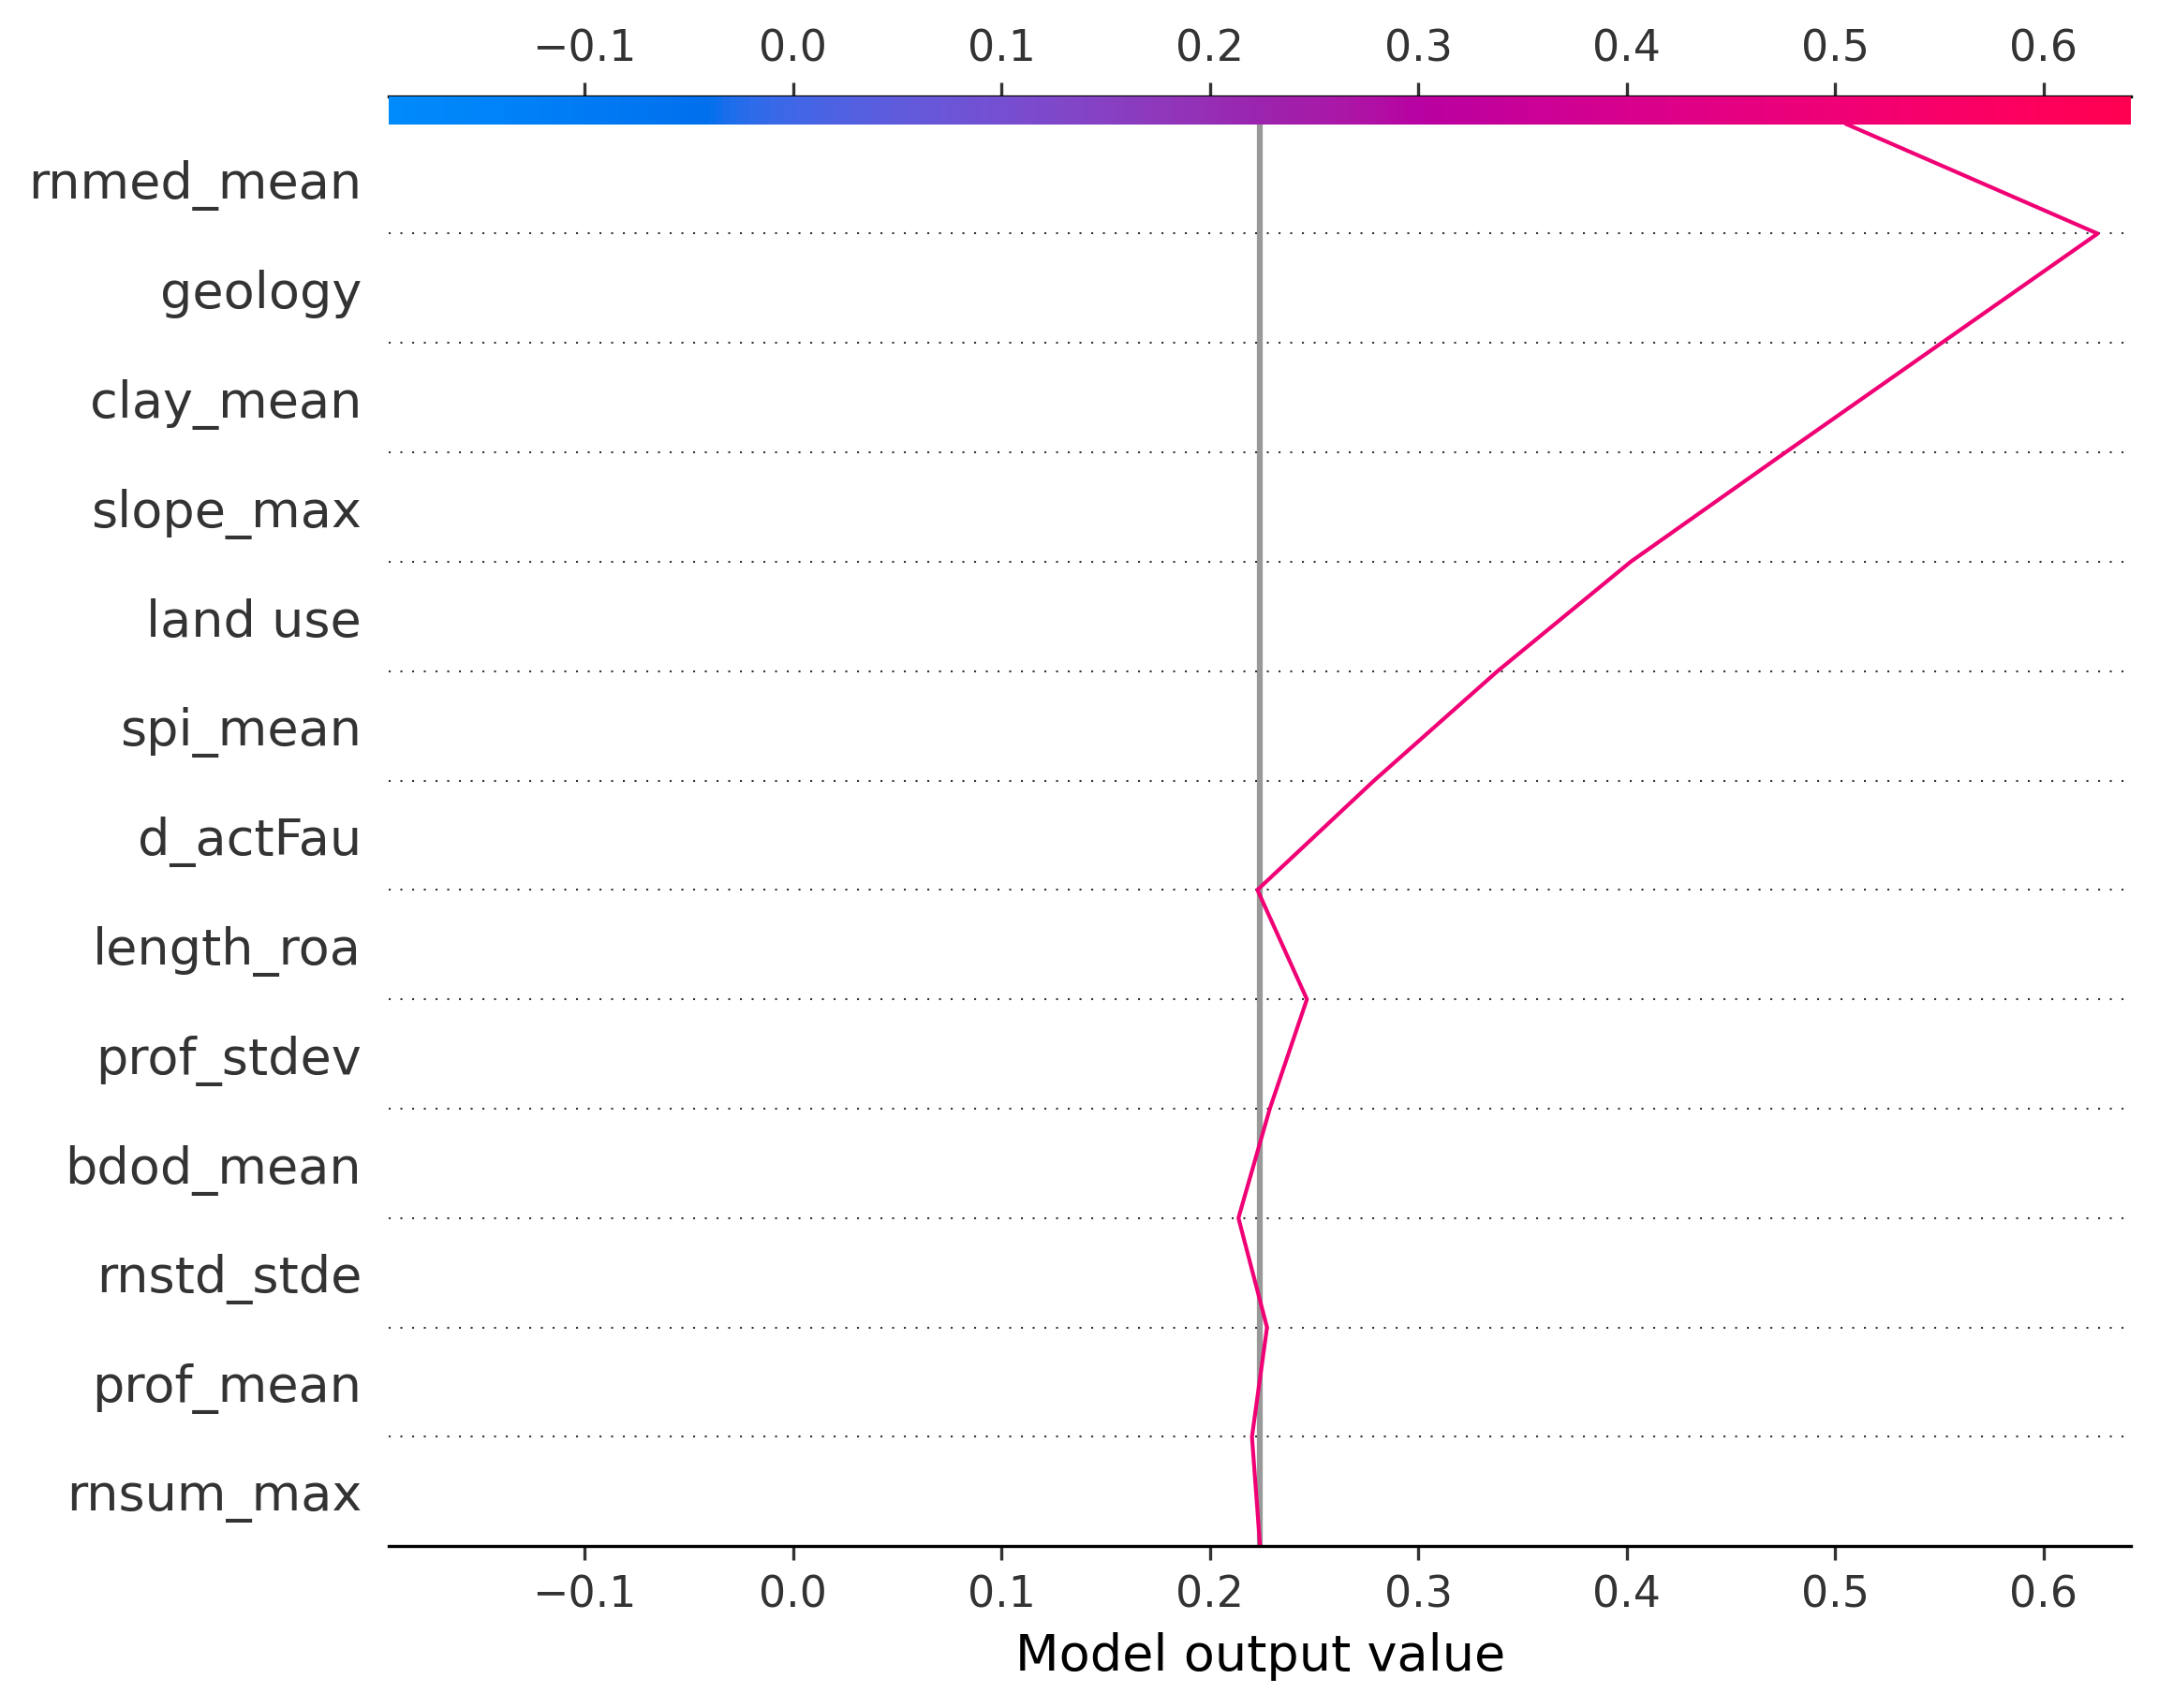 −0.1 0.0 0.1 0.2 0.3 0.4 0.5 0.6
rnmed_mean
geology
clay_mean
slope_max
land use
spi_mean
d_actFau
length_roa
prof_stdev
bdod_mean
rnstd_stde
prof_mean
rnsum_max
−0.1 0.0 0.1 0.2 0.3 0.4 0.5 0.6
Model output value